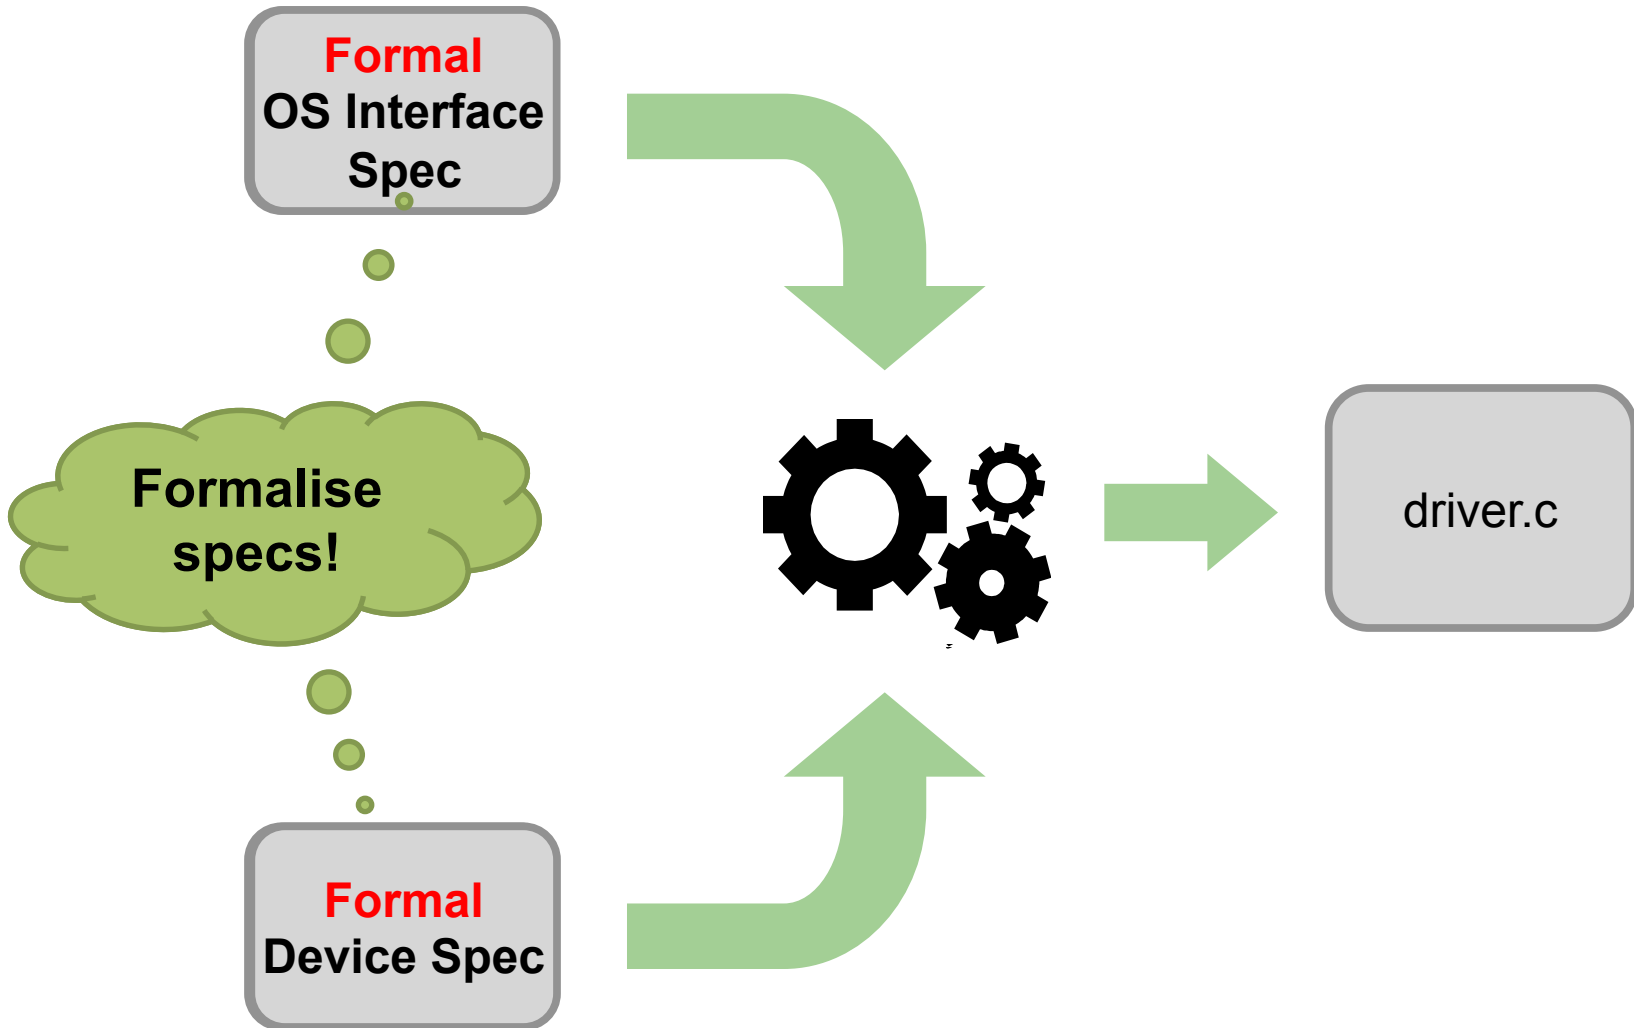 Formal
OS Interface
Spec
Formalise
specs!
driver.c
Formal
Device Spec